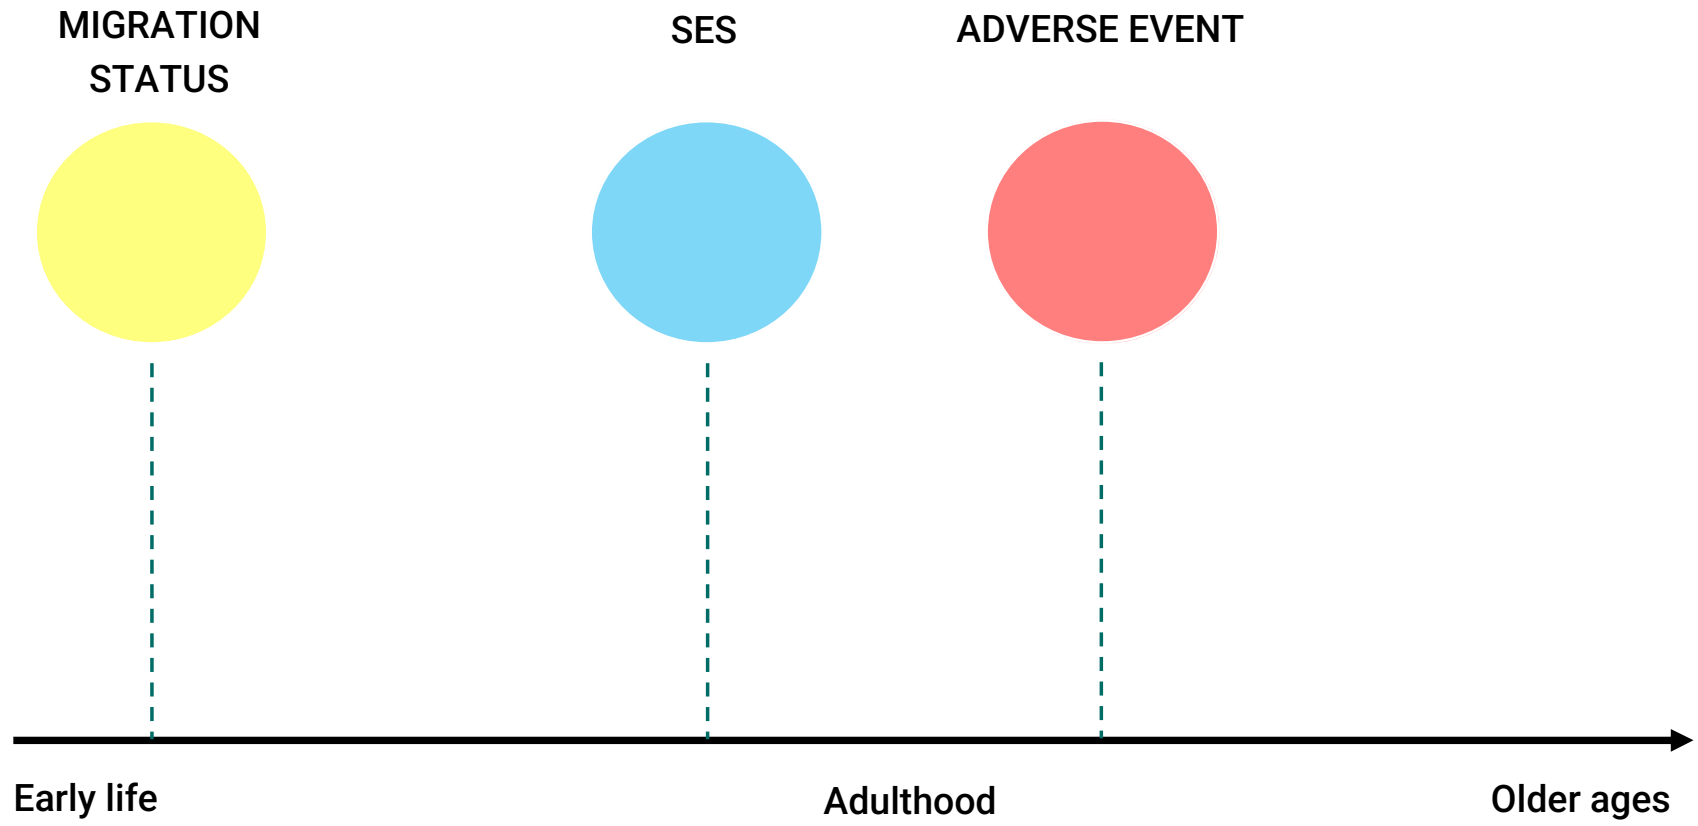 MIGRATION
STATUS
SES
ADVERSE EVENT
Early life
Adulthood
Older ages